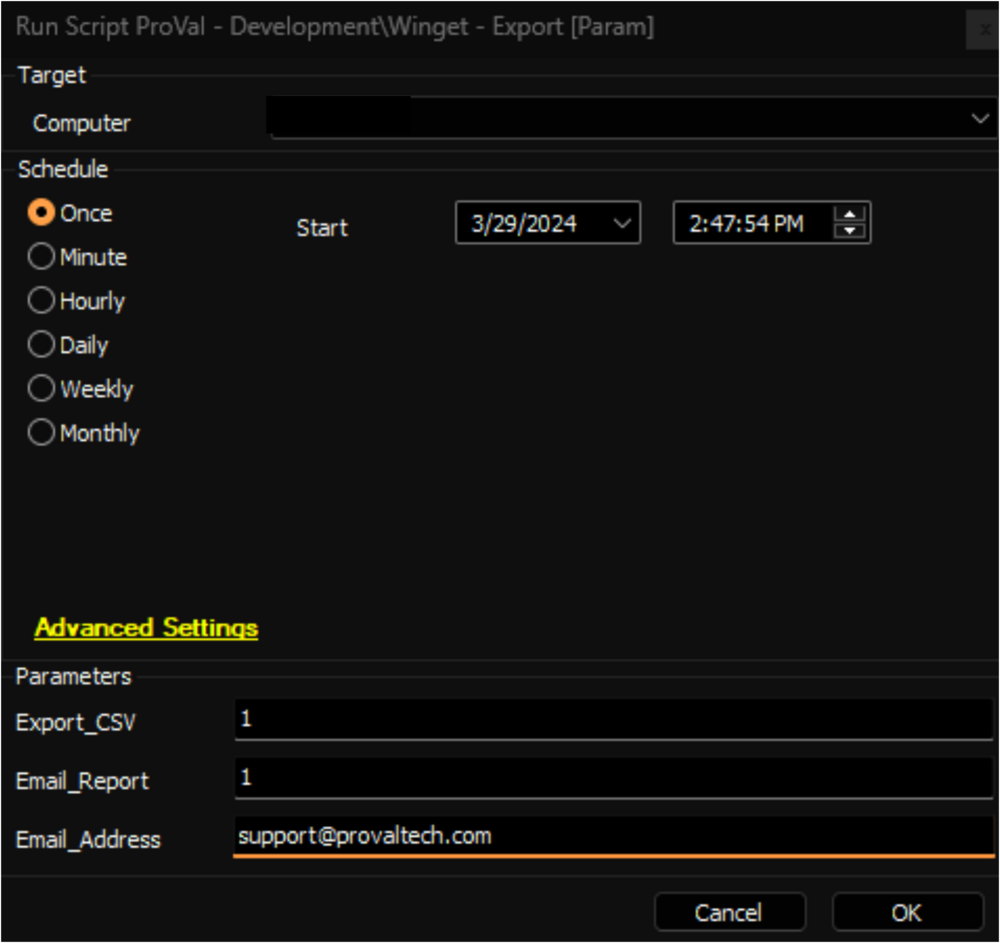 Run Script ProVal - Development\Winget - Export [Param]
x
Target
Computer
Schedule
Once
Start
3/29/2024
2:47:54 PM
Minute
Hourly
Daily
Weekly
Monthly
Advanced Settings
Parameters
Export_CSV
1
Email_Report
1
Email_Address
support@provaltech.com
Cancel
OK